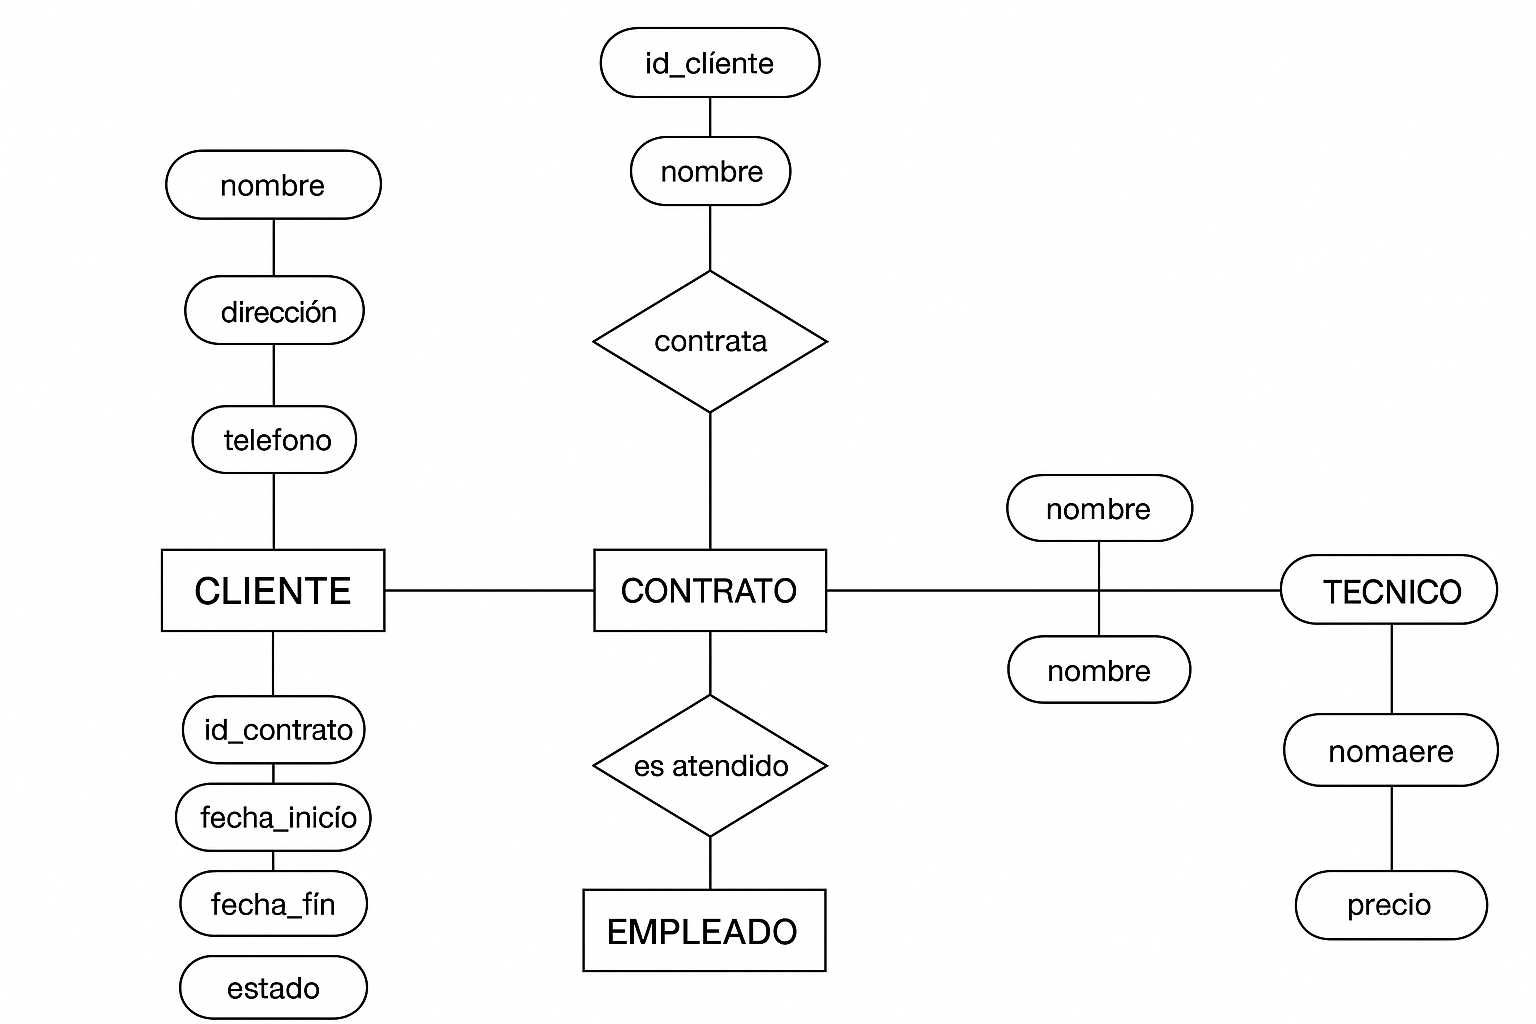 id_clíente
nombre
nombre
dirección
contrata
telefono
nombre
CLIENTE
CONTRATO
TECNICO
nombre
id_contrato
nomaere
es atendido
fecha_inicío
fecha_fín
precio
EMPLEADO
estado